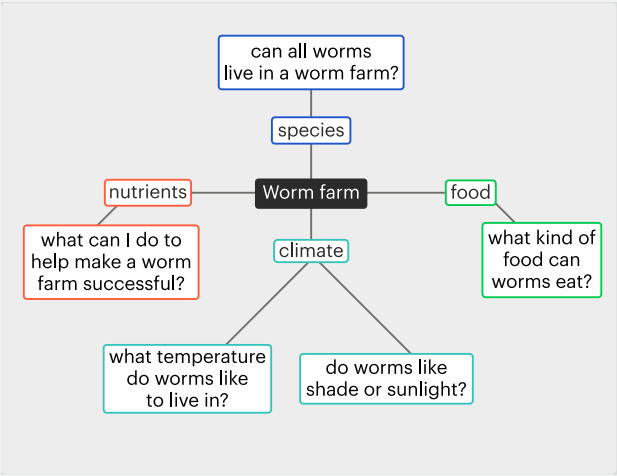 can all worms
live in a worm farm?
species
nutrients
Worm farm
food
what can I do to
help make a worm
farm successful?
climate
what kind of
food can
worms eat?
what temperature
do worms like
to live in?
do worms like
shade or sunlight?